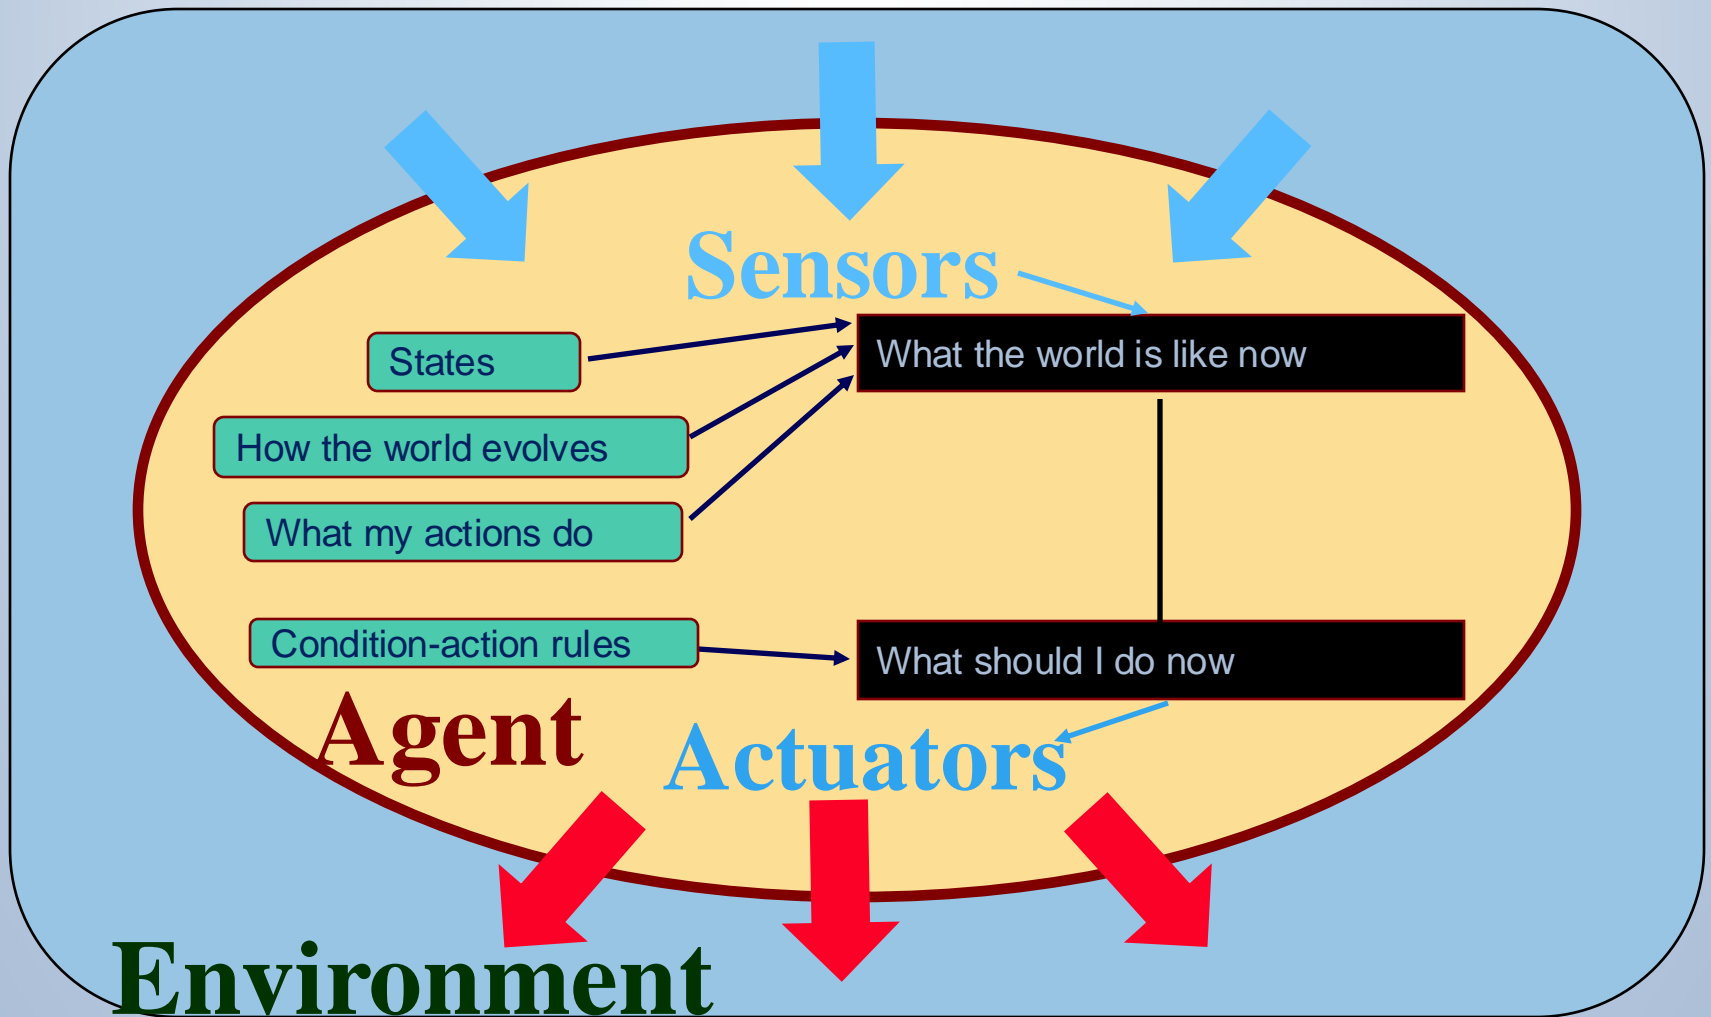 Sensors
States
What the world is like now
How the world evolves
What my actions do
Condition-action rules
What should I do now
Agent
Actuators
Environment